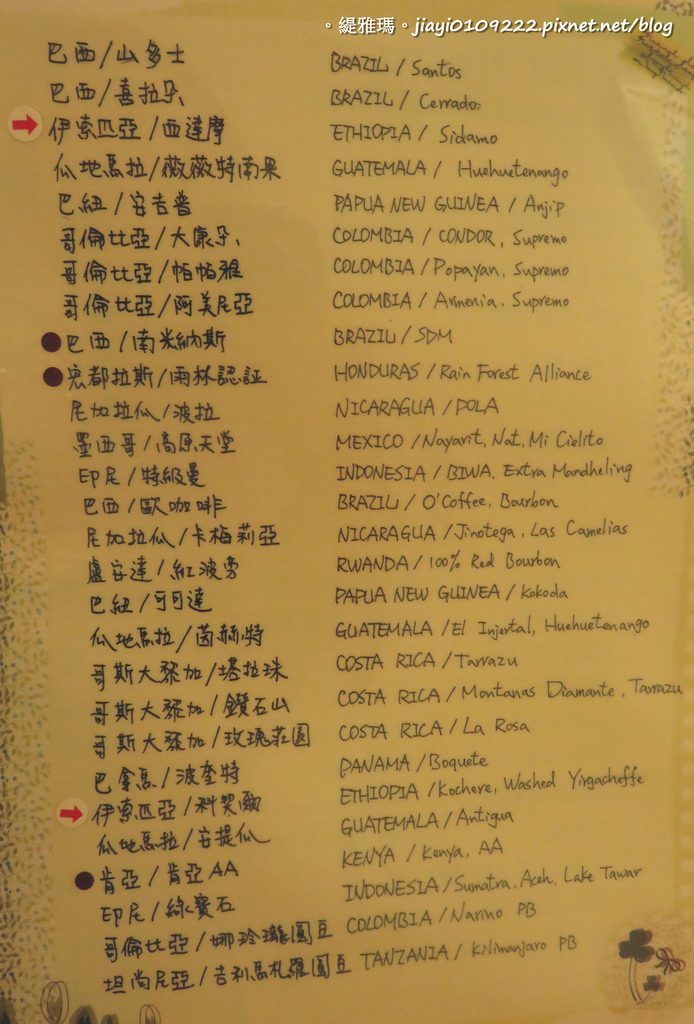 。緹雅瑪。jiayi0109222.pixnet.net/blog
巴西/山多士 BRAZIL / Santos
巴西/喜拉朵 BRAZIL / Cerrado
伊索匹亞/西達摩 ETHIOPIA / Sidamo
瓜地馬拉/薇薇特南果 GUATEMALA / Huehuetenango
巴紐/安吉普 PAPUA NEW GUINEA / Anjip
哥倫比亞/大康朵 COLOMBIA / CONDOR, Supremo
哥倫比亞/帕帕雅 COLOMBIA / Popayan, Supremo
哥倫比亞/阿美尼亞 COLOMBIA / Armenia. Supremo
巴西/南米納斯 BRAZIL / SDM
宏都拉斯/雨林認証 HONDURAS / Rain Forest Alliance
尼加拉瓜/波拉 NICARAGUA / POLA
墨西哥/高原天堂 MEXICO / Nayarit, Nat. Mi Cielito
印尼/特級曼 INDONESIA / BIWA. Extra Mandheling
巴西/歐咖啡 BRAZIL / O'Coffee, Bourbon
尼加拉瓜/卡梅莉亞 NICARAGUA / Jinotega, Las Camelias
盧安達/紅波旁 RWANDA / 100% Red Bourbon
巴紐/可可達 PAPUA NEW GUINEA / Kokoda
瓜地馬拉/茵赫特 GUATEMALA / El Injertal, Huehuetenango
哥斯大黎加/塔拉珠 COSTA RICA / Tarrazu
哥斯大黎加/鑽石山 COSTA RICA / Montanas Diamante, Tarrazu
哥斯大黎加/玫瑰莊園 COSTA RICA / La Rosa
巴拿馬/波奎特 PANAMA / Boquete
伊索匹亞/科契爾 ETHIOPIA / Kochere, Washed Yirgacheffe
瓜地馬拉/安提瓜 GUATEMALA / Antigua
肯亞/肯亞AA KENYA / Kenya, AA
印尼/綠寶石 INDONESIA / Sumatra, Aceh, Lake Tawar
哥倫比亞/娜玲瓏圓豆 COLOMBIA / Narino PB
坦尚尼亞/吉利馬札羅圓豆 TANZANIA / Kilimanjaro PB